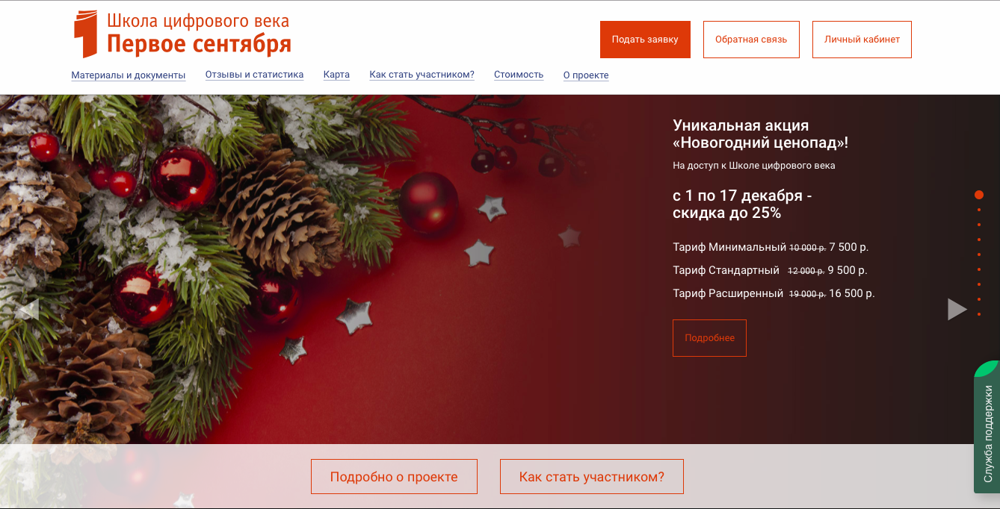 Школа цифрового века
Первое сентября
Подать заявку
Обратная связь
Личный кабинет
Материалы и документы
Отзывы и статистика
Карта
Как стать участником?
Стоимость
О проекте
Уникальная акция
«Новогодний ценопад»!
На доступ к Школе цифрового века
с 1 по 17 декабря -
скидка до 25%
Тариф Минимальный 10 000 р. 7 500 р.
Тариф Стандартный 12 000 р. 9 500 р.
Тариф Расширенный 19 000 р. 16 500 р.
Подробнее
Служба поддержки
Подробно о проекте
Как стать участником?